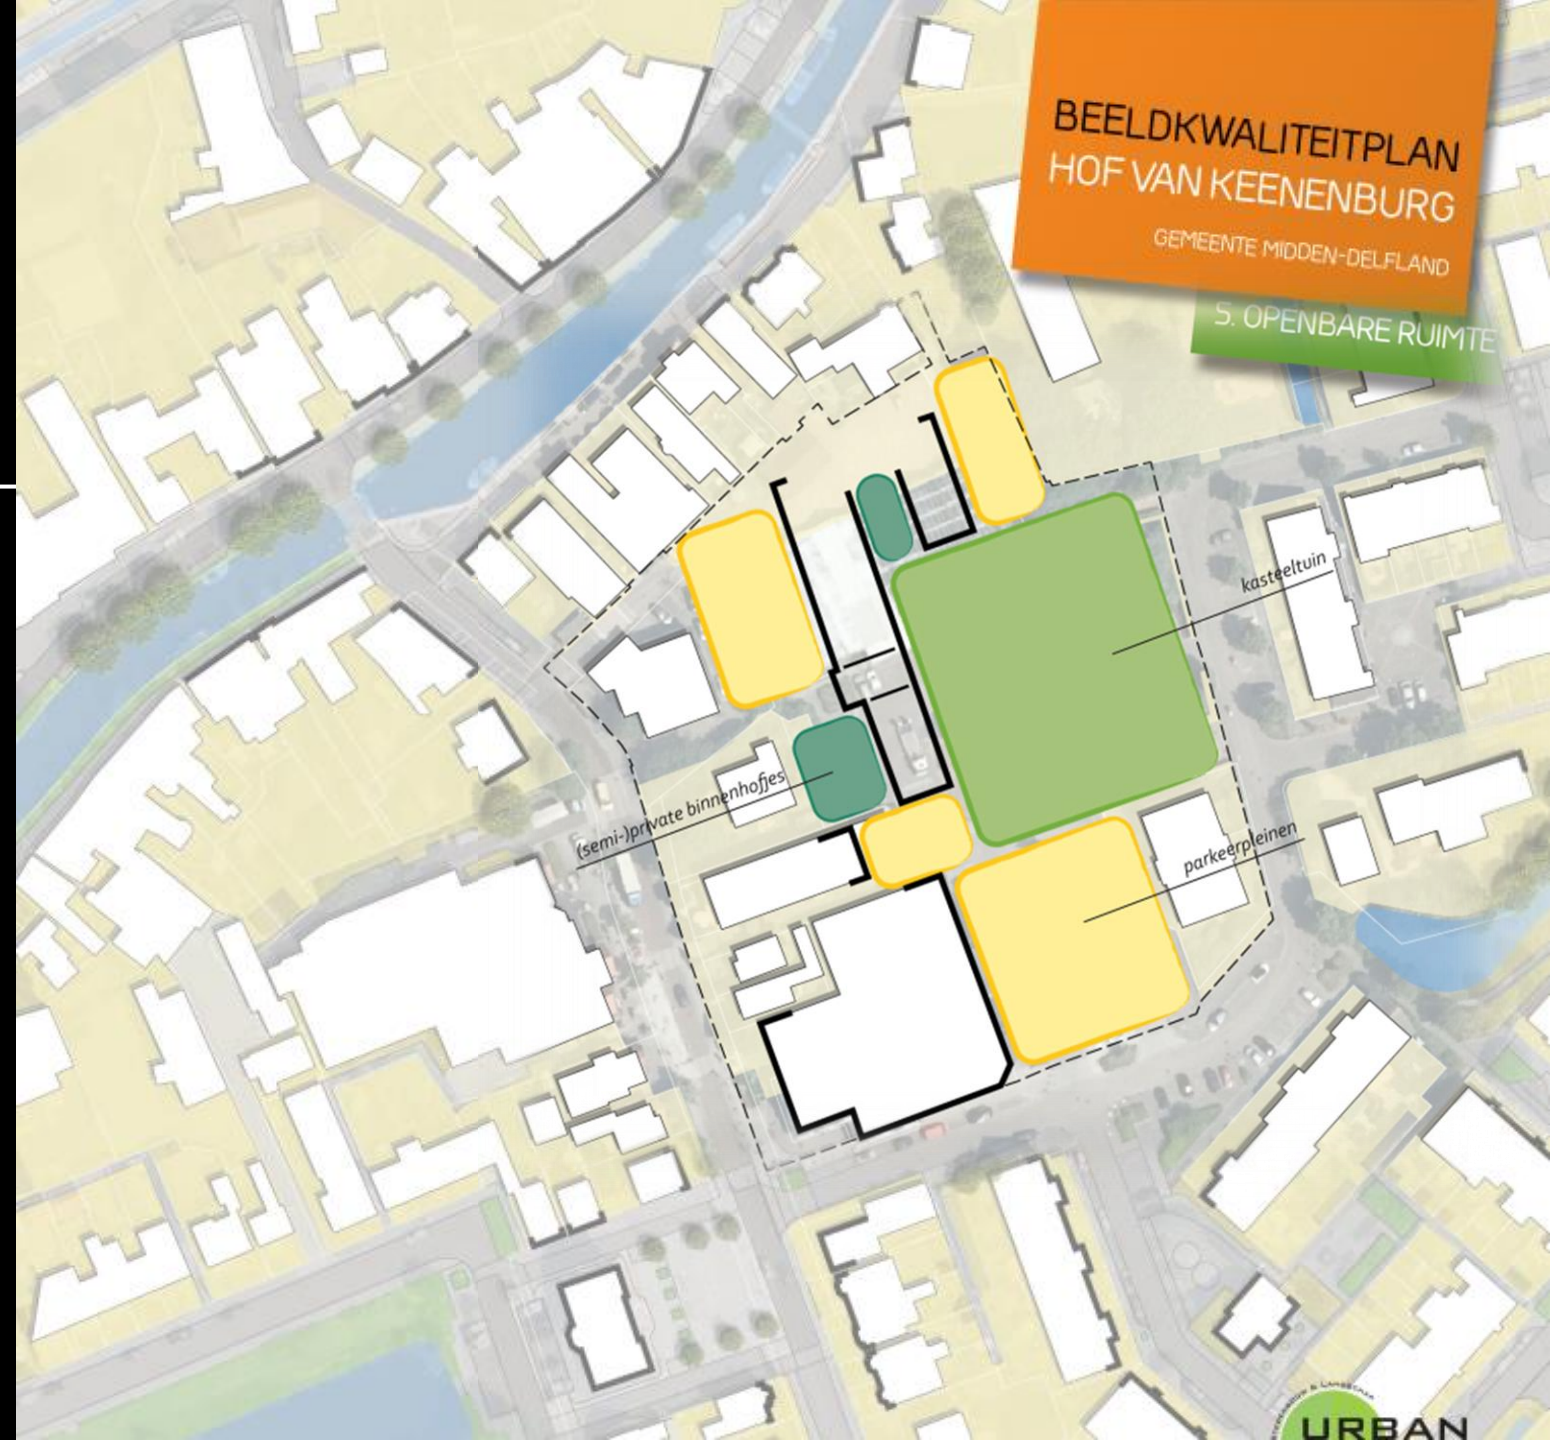 BEELDKWALITEITPLAN
HOF VAN KEENENBURG
GEMEENTE MIDDEN-DELFLAND
5. OPENBARE RUIMTE
kasteeltuin
(semi-)private binnenhofjes
parkeerpleinen
URBAN